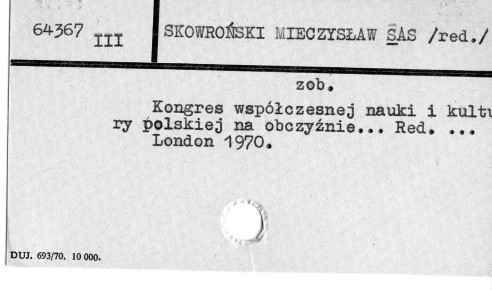 64367 III
SKOWROŃSKI MIECZYSŁAW SAS /red./
zob.
Kongres współczesnej nauki i kultu
ry polskiej na obczyźnie... Red. ...
London 1970.
DUJ. 693/70. 10 000.